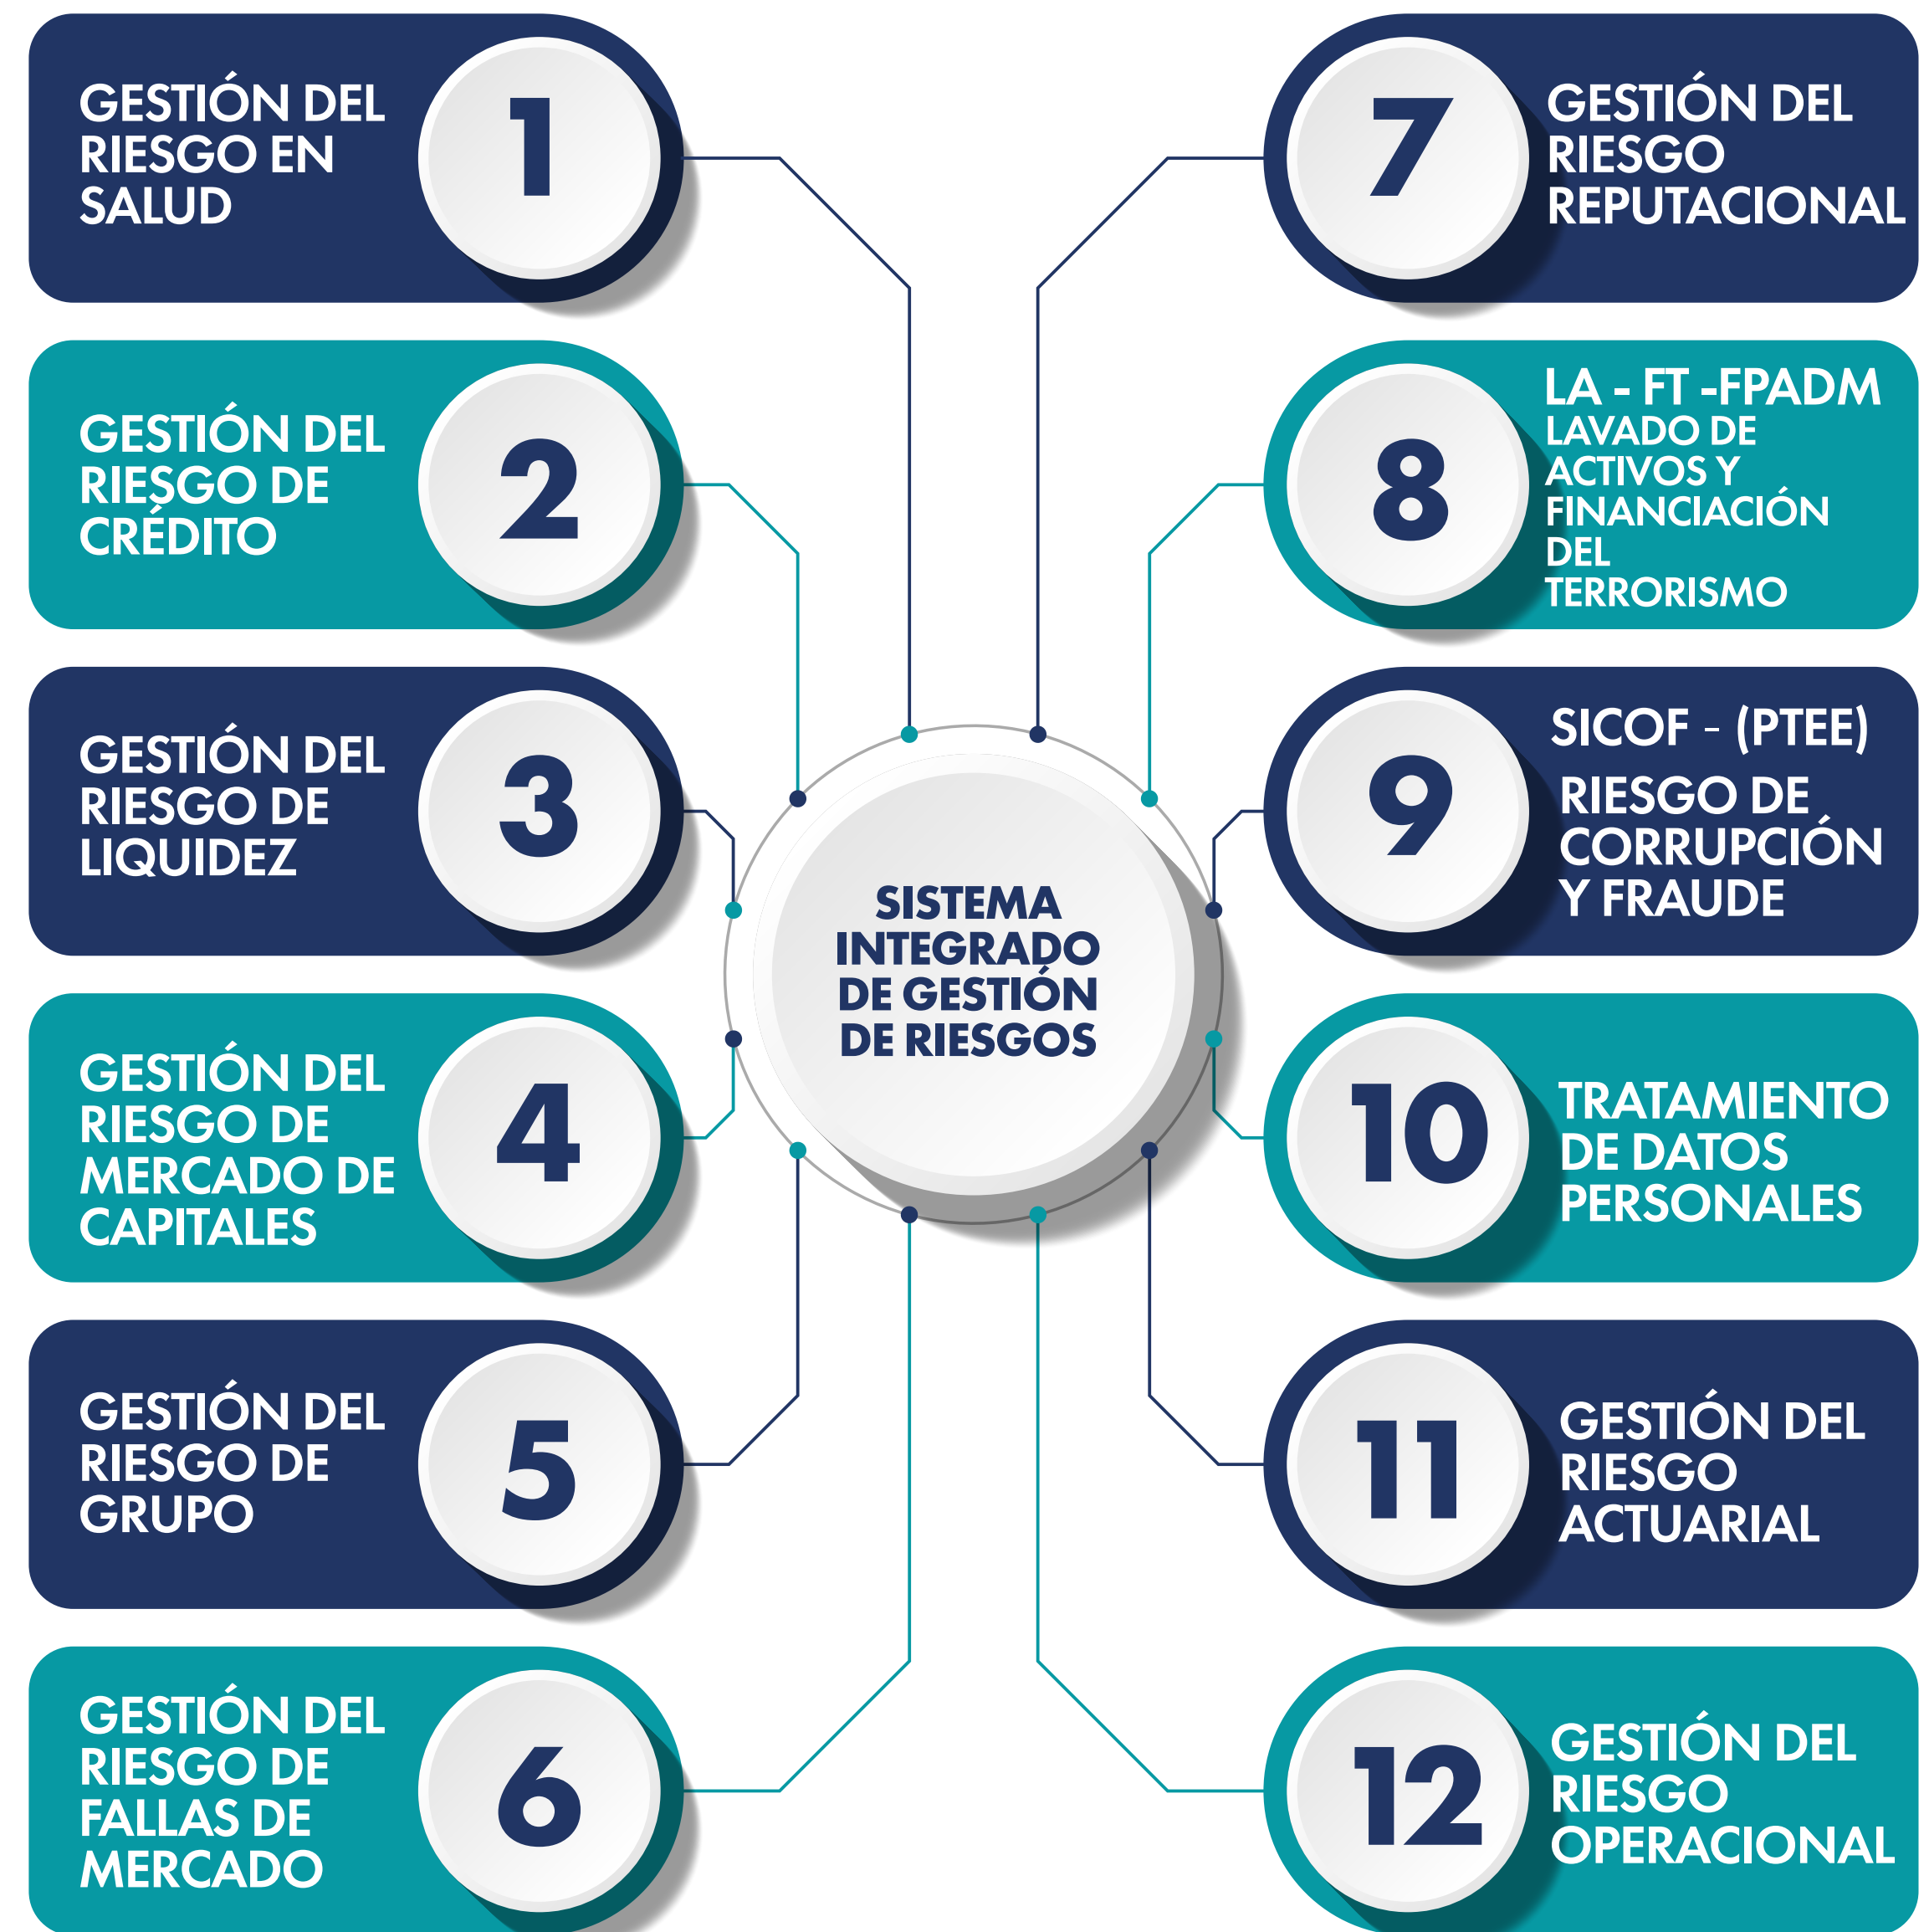 1
GESTIÓN DEL
RIESGO EN
SALUD
2
GESTIÓN DEL
RIESGO DE
CRÉDITO
3
GESTIÓN DEL
RIESGO DE
LIQUIDEZ
4
GESTIÓN DEL
RIESGO DE
MERCADO DE
CAPITALES
5
GESTIÓN DEL
RIESGO DE
GRUPO
6
GESTIÓN DEL
RIESGO DE
FALLAS DE
MERCADO
SISTEMA
INTEGRADO
DE GESTIÓN
DE RIESGOS
7
GESTIÓN DEL
RIESGO
REPUTACIONAL
8
LA - FT -FPADM
LAVADO DE
ACTIVOS Y
FINANCIACIÓN
DEL
TERRORISMO
9
SICOF - (PTEE)
RIESGO DE
CORRUPCIÓN
Y FRAUDE
10
TRATAMIENTO
DE DATOS
PERSONALES
11
GESTIÓN DEL
RIESGO
ACTUARIAL
12
GESTIÓN DEL
RIESGO
OPERACIONAL